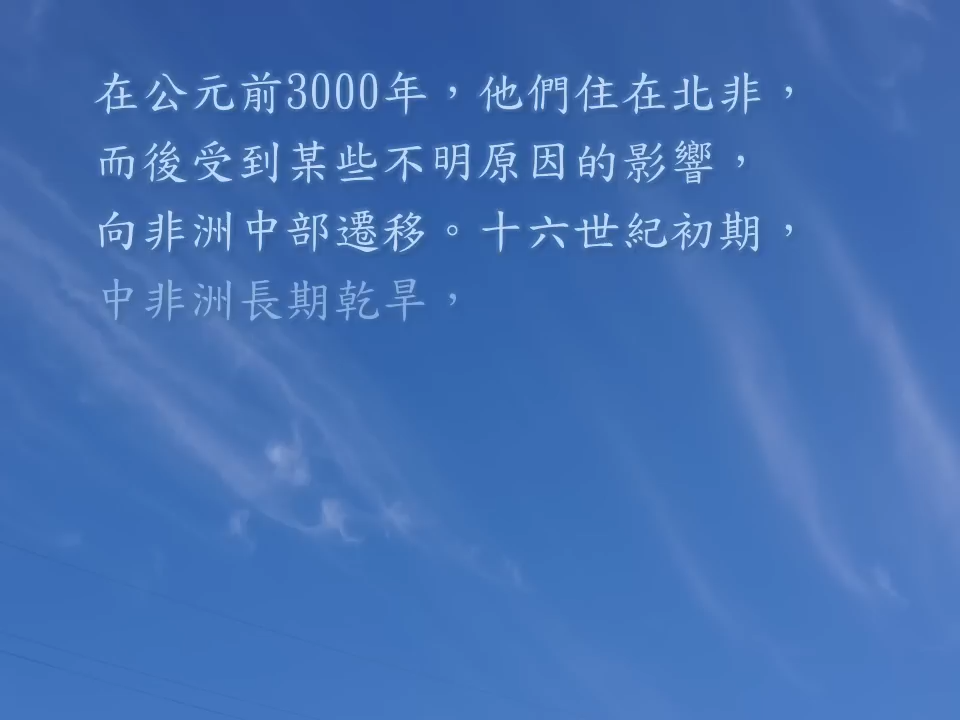 在公元前3000年，他們住在北非，
而後受到某些不明原因的影響，
向非洲中部遷移。十六世紀初期，
中非洲長期乾旱，